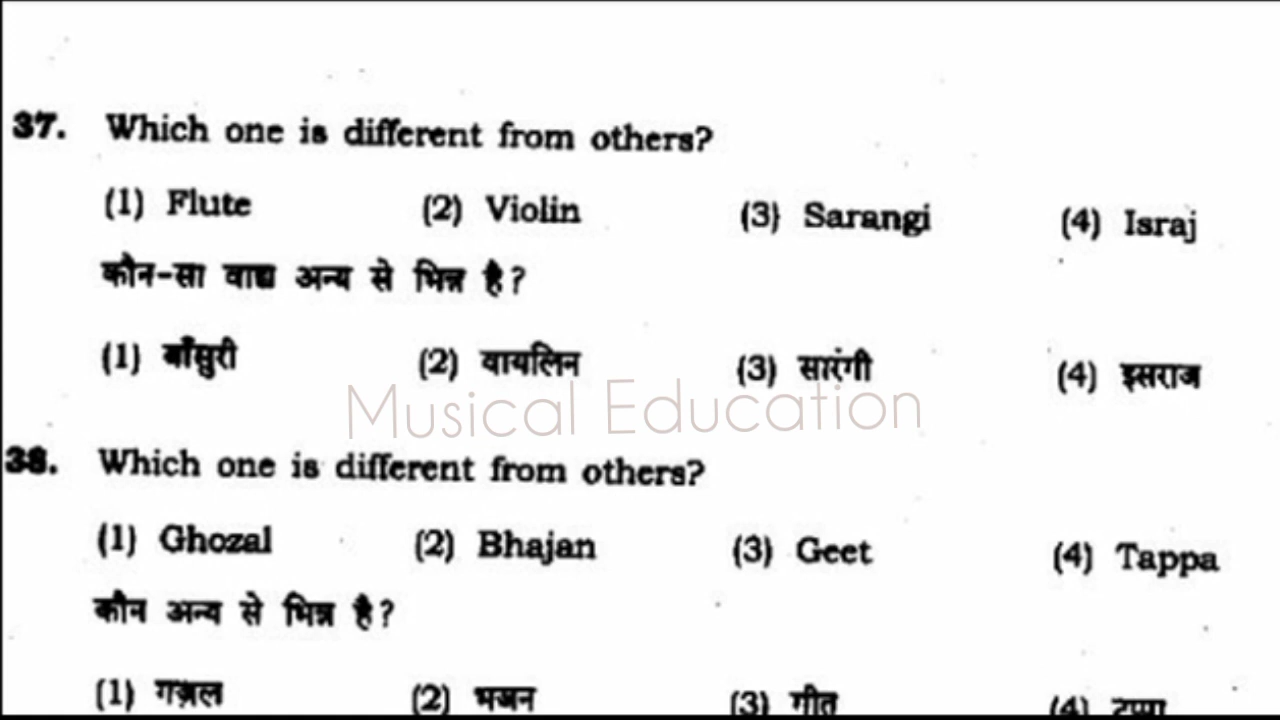 37. Which one is different from others?
(1) Flute (2) Violin (3) Sarangi (4) Israj
कौन-सा वाद्य अन्य से भिन्न है?
(1) बाँसुरी (2) वायलिन (3) सारंगी (4) इसराज
Musical Education
38. Which one is different from others?
(1) Ghozal (2) Bhajan (3) Geet (4) Tappa
कौन अन्य से भिन्न है?
(1) गज़ल (2) भजन (3) गीत (4) टप्पा